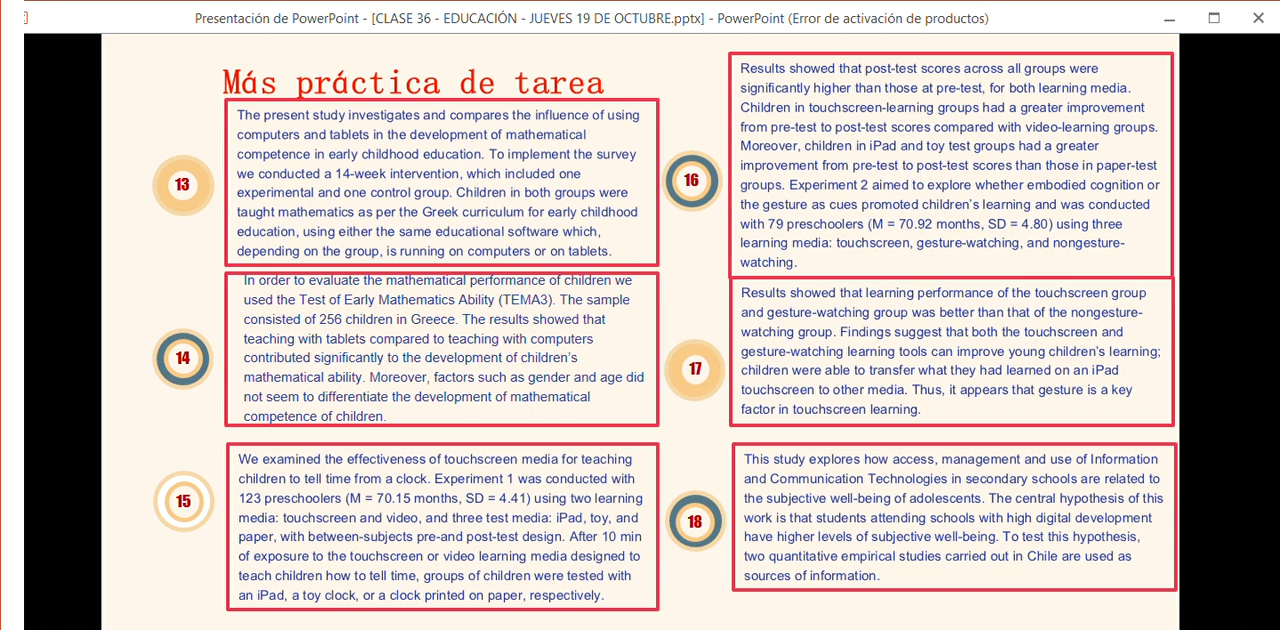 Presentación de PowerPoint - [CLASE 36 - EDUCACIÓN - JUEVES 19 DE OCTUBRE.pptx] - PowerPoint (Error de activación de productos)
Más práctica de tarea
13
The present study investigates and compares the influence of using
computers and tablets in the development of mathematical
competence in early childhood education. To implement the survey
we conducted a 14-week intervention, which included one
experimental and one control group. Children in both groups were
taught mathematics as per the Greek curriculum for early childhood
education, using either the same educational software which,
depending on the group, is running on computers or on tablets.
14
In order to evaluate the mathematical performance of children we
used the Test of Early Mathematics Ability (TEMA3). The sample
consisted of 256 children in Greece. The results showed that
teaching with tablets compared to teaching with computers
contributed significantly to the development of children's
mathematical ability. Moreover, factors such as gender and age did
not seem to differentiate the development of mathematical
competence of children.
15
We examined the effectiveness of touchscreen media for teaching
children to tell time from a clock. Experiment 1 was conducted with
123 preschoolers (M = 70.15 months, SD = 4.41) using two learning
media: touchscreen and video, and three test media: iPad, toy, and
paper, with between-subjects pre-and post-test design. After 10 min
of exposure to the touchscreen or video learning media designed to
teach children how to tell time, groups of children were tested with
an iPad, a toy clock, or a clock printed on paper, respectively.
16
Results showed that post-test scores across all groups were
significantly higher than those at pre-test, for both learning media.
Children in touchscreen-learning groups had a greater improvement
from pre-test to post-test scores compared with video-learning groups.
Moreover, children in iPad and toy test groups had a greater
improvement from pre-test to post-test scores than those in paper-test
groups. Experiment 2 aimed to explore whether embodied cognition or
the gesture as cues promoted children's learning and was conducted
with 79 preschoolers (M = 70.92 months, SD = 4.80) using three
learning media: touchscreen, gesture-watching, and nongesture-
watching.
17
Results showed that learning performance of the touchscreen group
and gesture-watching group was better than that of the nongesture-
watching group. Findings suggest that both the touchscreen and
gesture-watching learning tools can improve young children's learning;
children were able to transfer what they had learned on an iPad
touchscreen to other media. Thus, it appears that gesture is a key
factor in touchscreen learning.
18
This study explores how access, management and use of Information
and Communication Technologies in secondary schools are related to
the subjective well-being of adolescents. The central hypothesis of this
work is that students attending schools with high digital development
have higher levels of subjective well-being. To test this hypothesis,
two quantitative empirical studies carried out in Chile are used as
sources of information.